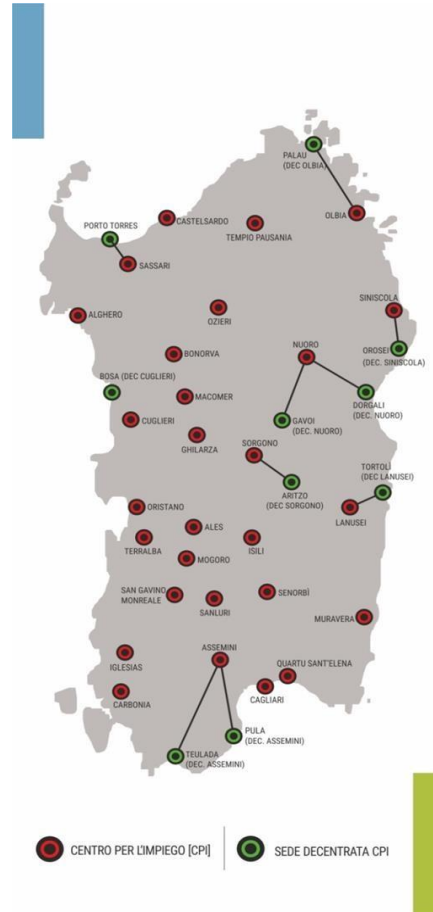 PALAU
(DEC OLBIA)
OLBIA
CASTELSARDO
TEMPIO PAUSANIA
PORTO TORRES
SASSARI
SINISCOLA
OZIERI
ALGHERO
NUORO
OROSEI
(DEC. SINISCOLA)
BONORVA
BOSA (DEC CUGLIERI)
MACOMER
DORGALI
(DEC. NUORO)
CUGLIERI
GAVOI
(DEC. NUORO)
GHILARZA
SORGONO
TORTOLÌ
(DEC LANUSEI)
ARITZO
(DEC SORGONO)
ORISTANO
LANUSEI
ALES
TERRALBA
ISILI
MOGORO
SAN GAVINO
MONREALE
SENORBÌ
SANLURI
MURAVERA
ASSEMINI
IGLESIAS
QUARTU SANT'ELENA
CARBONIA
CAGLIARI
PULA
(DEC. ASSEMINI)
TEULADA
(DEC. ASSEMINI)
CENTRO PER L'IMPIEGO [CPI]
SEDE DECENTRATA CPI